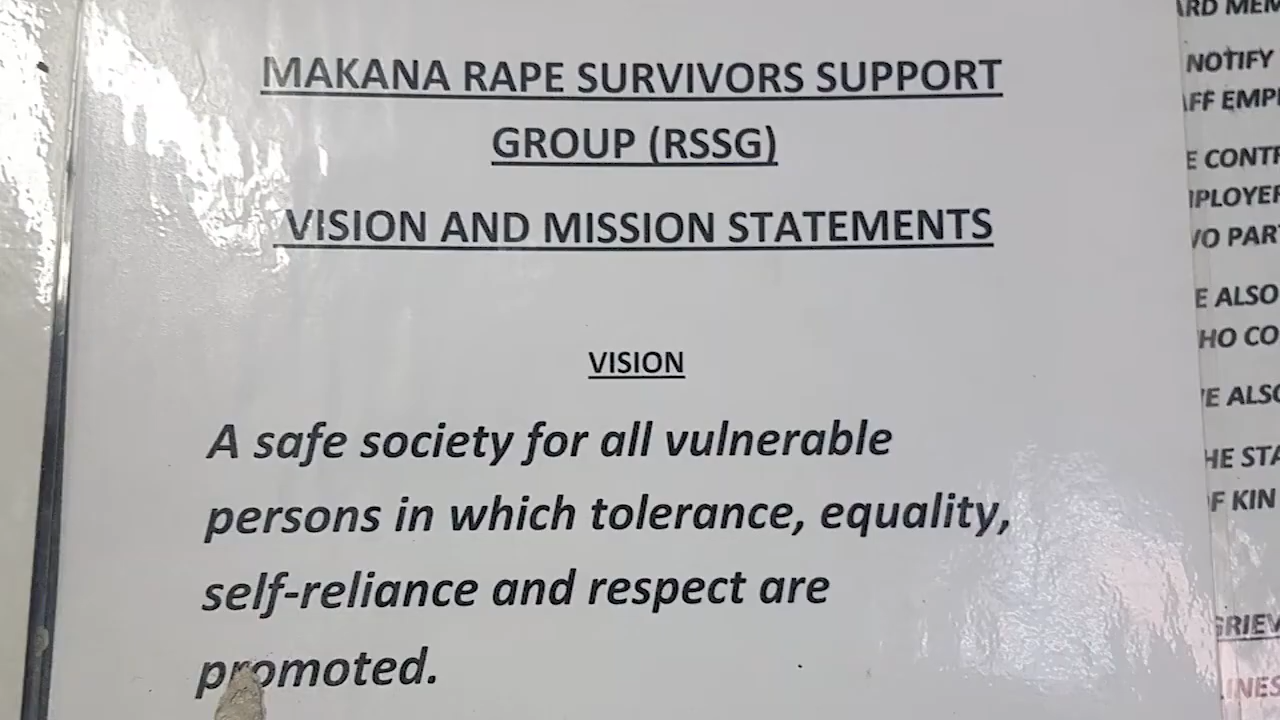 MAKANA RAPE SURVIVORS SUPPORT
GROUP (RSSG)
VISION AND MISSION STATEMENTS
VISION
A safe society for all vulnerable
persons in which tolerance, equality,
self-reliance and respect are
promoted.
NOTIFY
E ALSO